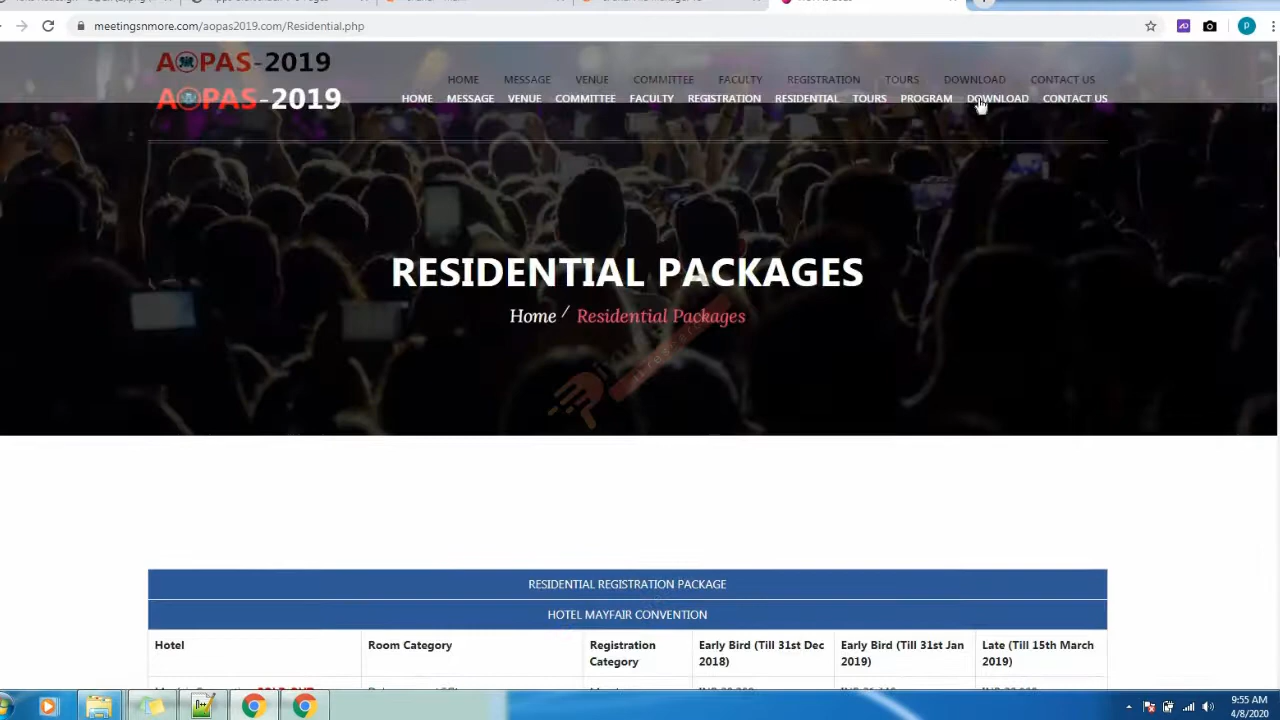 meetingsnmore.com/aopas2019.com/Residential.php
P
AOPAS-2019
HOME MESSAGE VENUE COMMITTEE FACULTY REGISTRATION TOURS DOWNLOAD CONTACT US
AOPAS-2019
HOME MESSAGE VENUE COMMITTEE FACULTY REGISTRATION RESIDENTIAL TOURS PROGRAM DOWNLOAD CONTACT US
RESIDENTIAL PACKAGES
Home / Residential Packages
RESIDENTIAL REGISTRATION PACKAGE
HOTEL MAYFAIR CONVENTION
Hotel
Room Category
Registration
Category
Early Bird (Till 31st Dec
2018)
Early Bird (Till 31st Jan
2019)
Late (Till 15th March
2019)
9:55 AM
4/8/2020